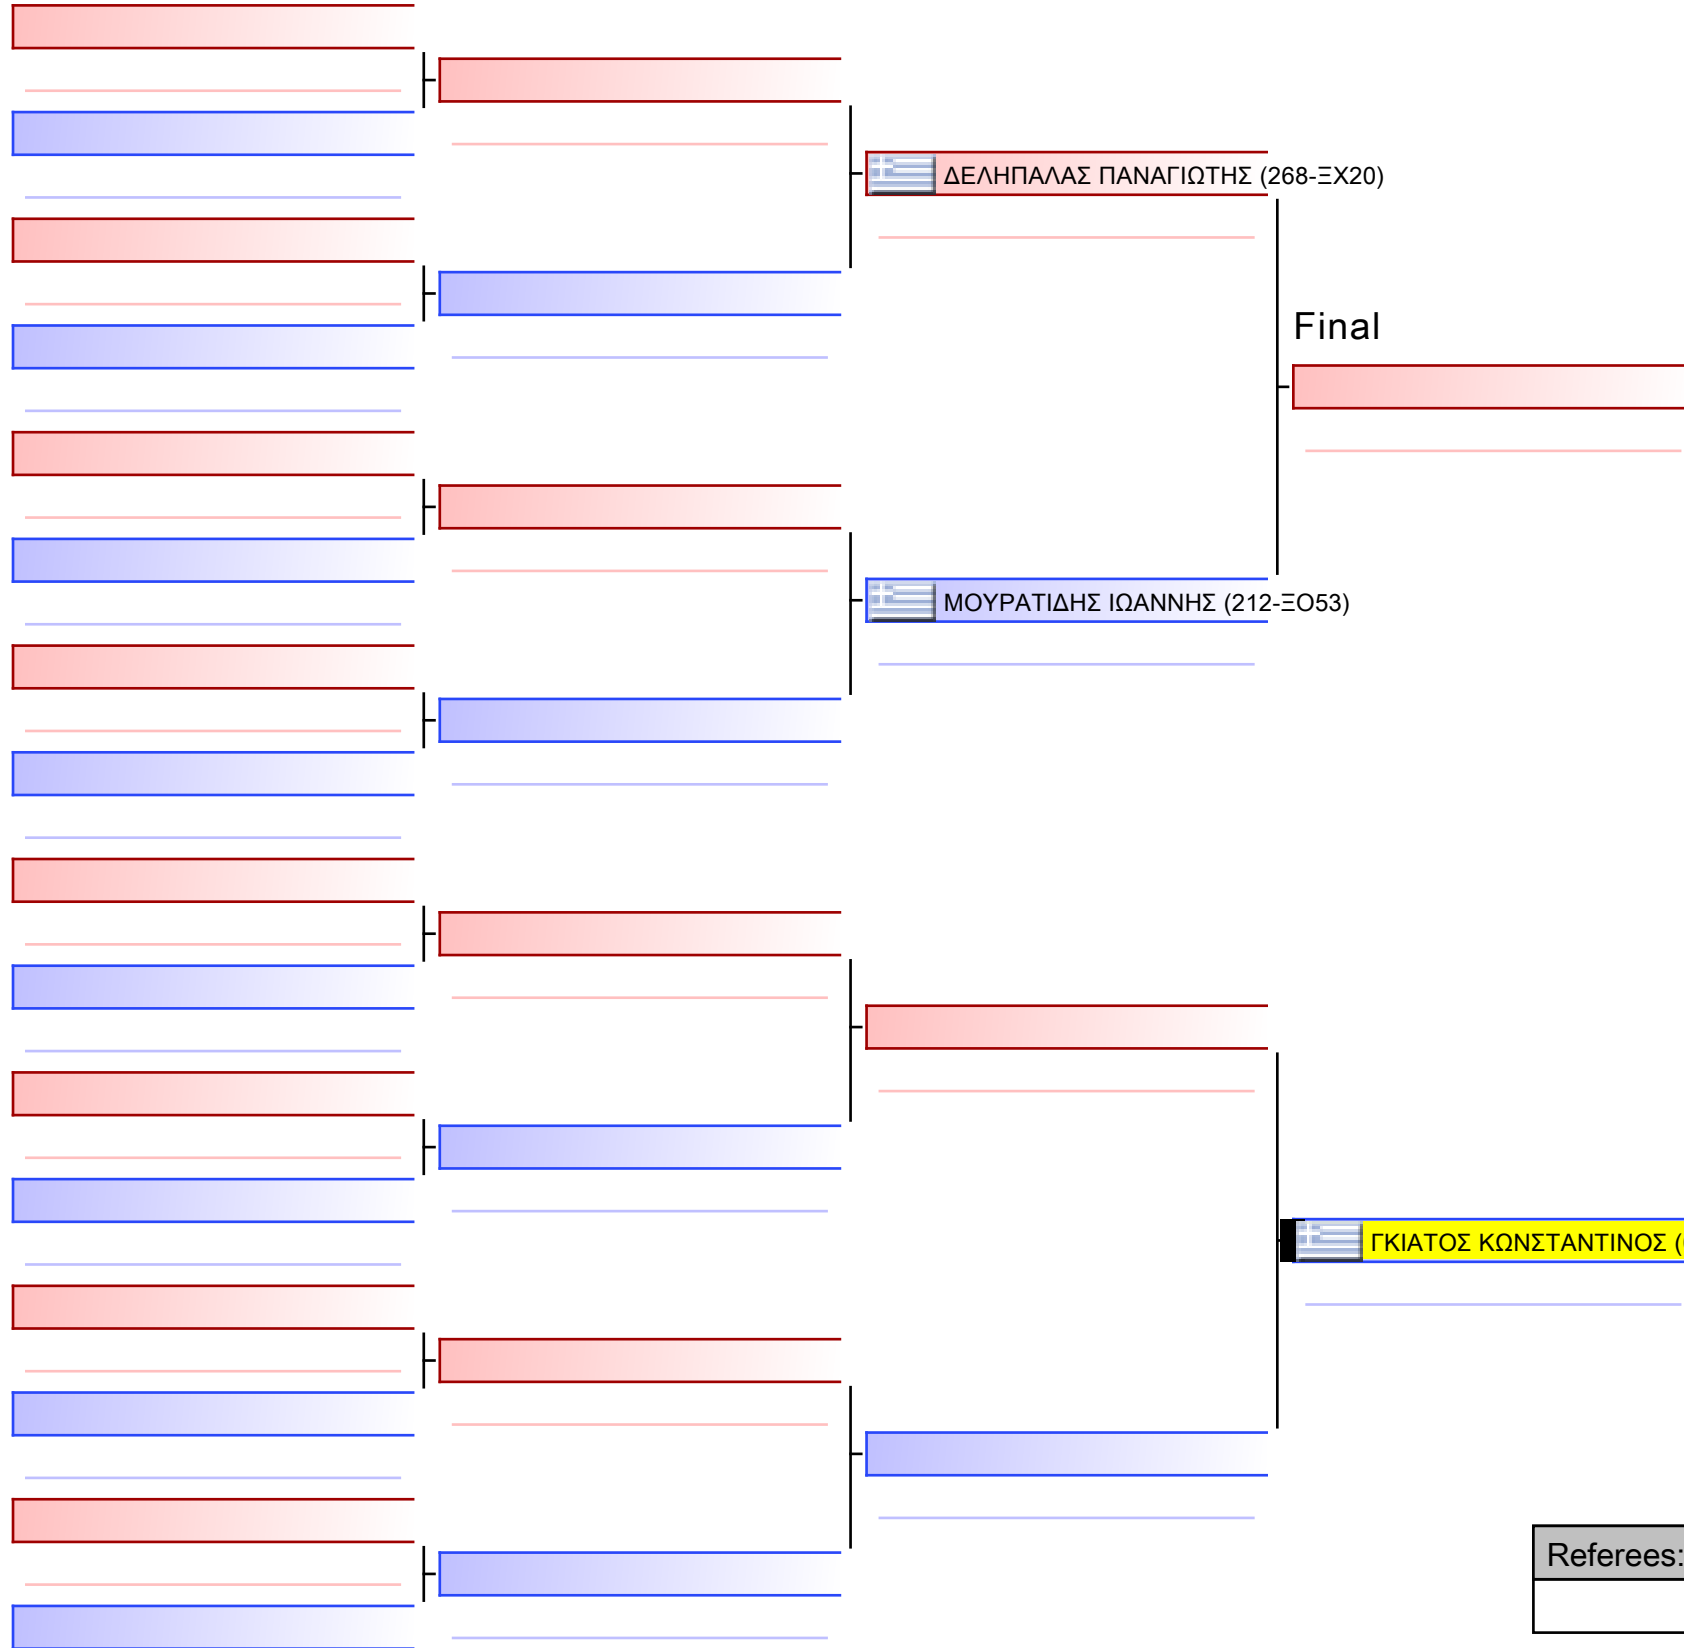 ΔΕΛΗΠΑΛΑΣ ΠΑΝΑΓΙΩΤΗΣ (268-ΞΧ20)
Final
ΜΟΥΡΑΤΙΔΗΣ ΙΩΑΝΝΗΣ (212-ΞΟ53)
ΓΚΙΑΤΟΣ ΚΩΝΣΤΑΝΤΙΝΟΣ (
Referees: